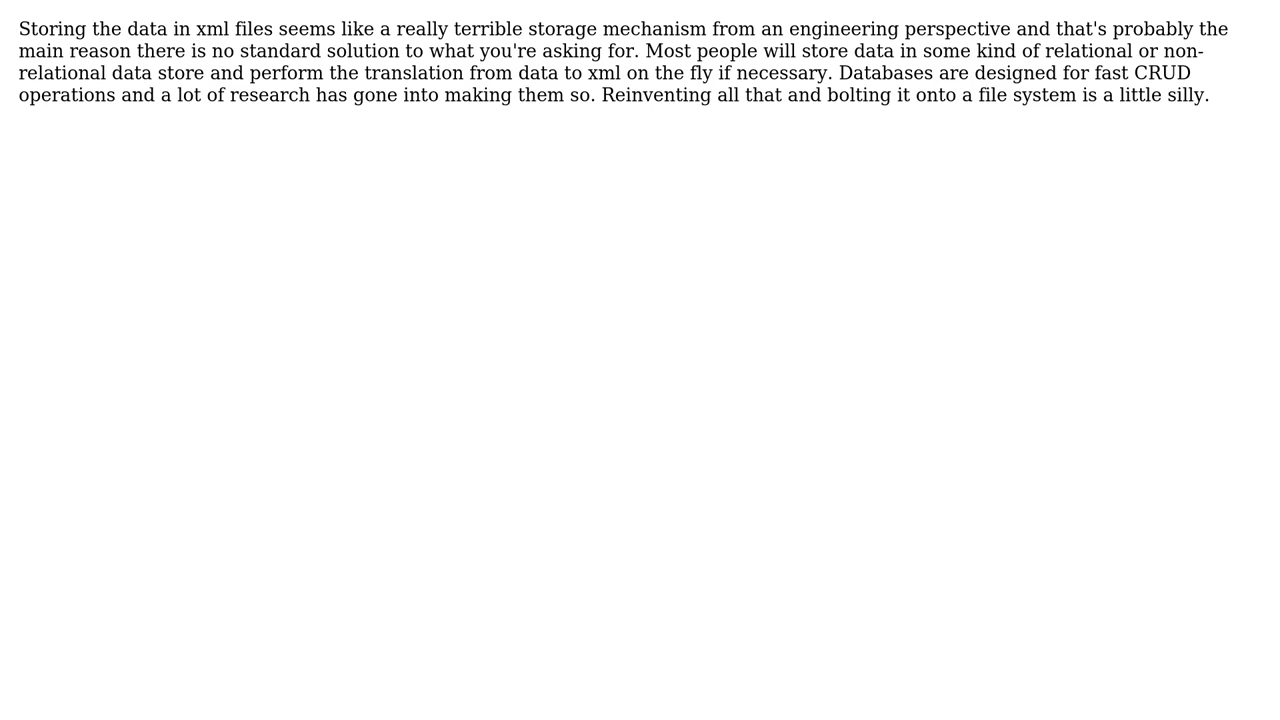 Storing the data in xml files seems like a really terrible storage mechanism from an engineering perspective and that's probably the
main reason there is no standard solution to what you're asking for. Most people will store data in some kind of relational or non-
relational data store and perform the translation from data to xml on the fly if necessary. Databases are designed for fast CRUD
operations and a lot of research has gone into making them so. Reinventing all that and bolting it onto a file system is a little silly.